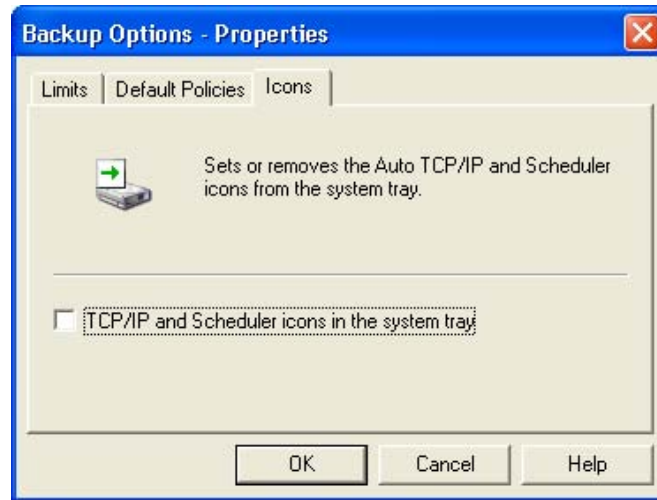 Backup Options - Properties
Limits
Default Policies
Icons
Sets or removes the Auto TCP/IP and Scheduler
icons from the system tray.
TCP/IP and Scheduler icons in the system tray
OK
Cancel
Help